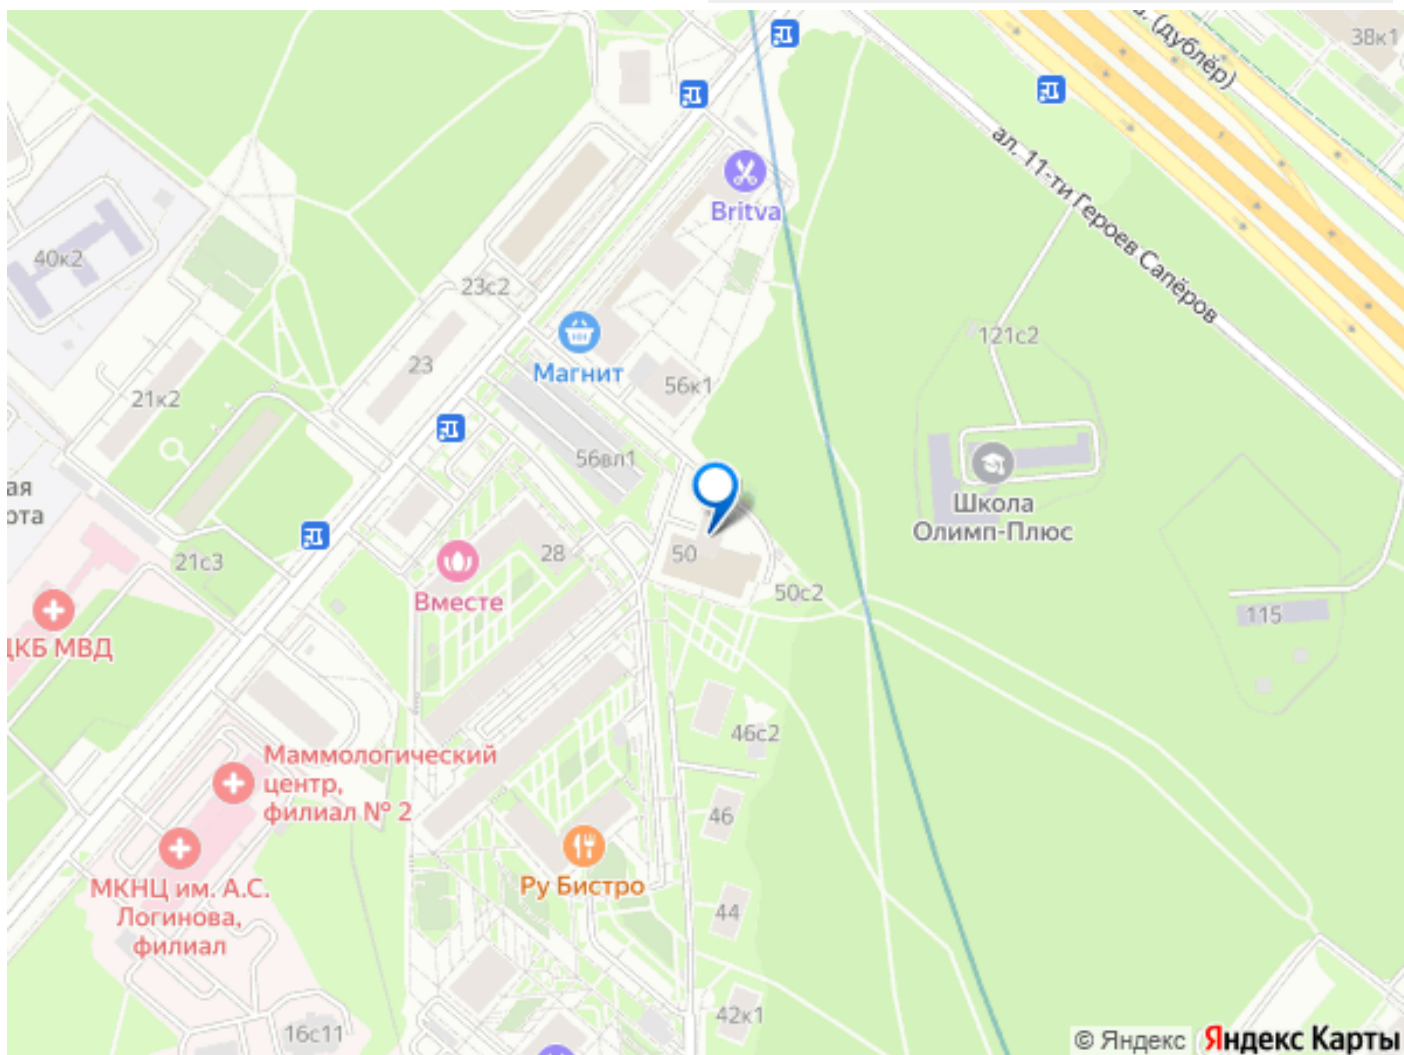 . (дублёр)
38к1
ал. 11-ти Героев Сапёров
Britva
40к2
23с2
121с2
Магнит
23
56к1
21к2
56вл1
ая
рта
Школа
Олимп-Плюс
21с3
28
50
50с2
Вместе
115
ЦКБ МВД
46с2
Маммологический
центр,
филиал № 2
46
Ру Бистро
МКНЦ им. А.С.
Логинова,
филиал
44
16с11
42к1
© Яндекс Яндекс Карты